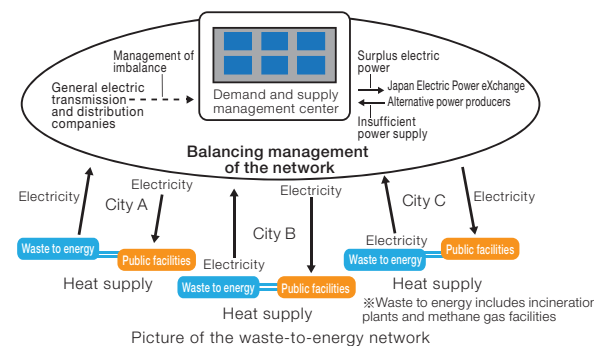 Management of
imbalance
General electric
transmission
and distribution
companies
Demand and supply
management center
Surplus electric
power
Japan Electric Power eXchange
Alternative power producers
Insufficient
power supply
Balancing management
of the network
Electricity
City A
Electricity
Electricity
City B
Electricity
Electricity
City C
Electricity
Waste to energy
Public facilities
Heat supply
Waste to energy
Public facilities
Heat supply
Waste to energy
Public facilities
Heat supply
※Waste to energy includes incineration
plants and methane gas facilities
Picture of the waste-to-energy network